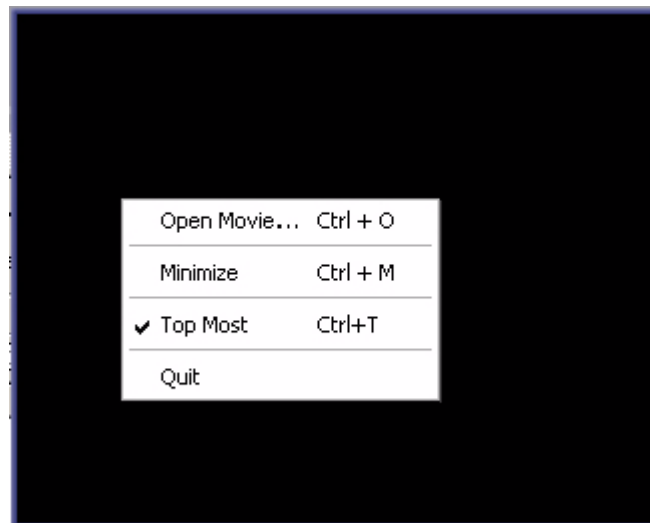 Open Movie... Ctrl + O
Minimize Ctrl + M
Top Most Ctrl+T
Quit